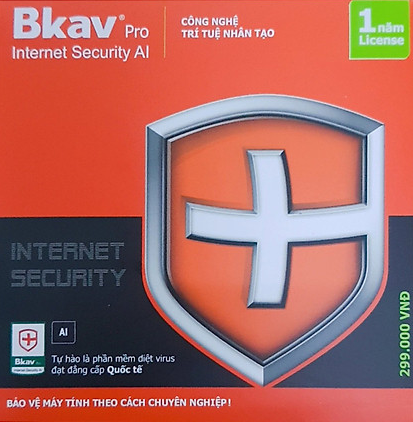 Bkav® Pro
Internet Security AI
CÔNG NGHỆ
TRÍ TUỆ NHÂN TẠO
1 năm
License
INTERNET
SECURITY
AI
Bkav Pro
Internet Security AI
Tự hào là phần mềm diệt virus
đạt đẳng cấp Quốc tế
299.000 VNĐ
BẢO VỆ MÁY TÍNH THEO CÁCH CHUYÊN NGHIỆP!